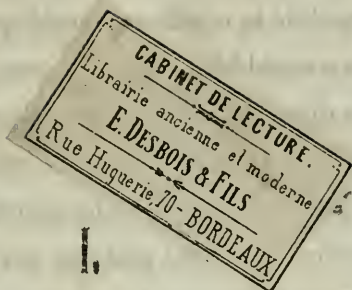 CABINET DE LECTURE.
Librairie ancienne et moderne
E. DESBOIS & FILS
Rue Huguerie, 70 - BORDEAUX
I.